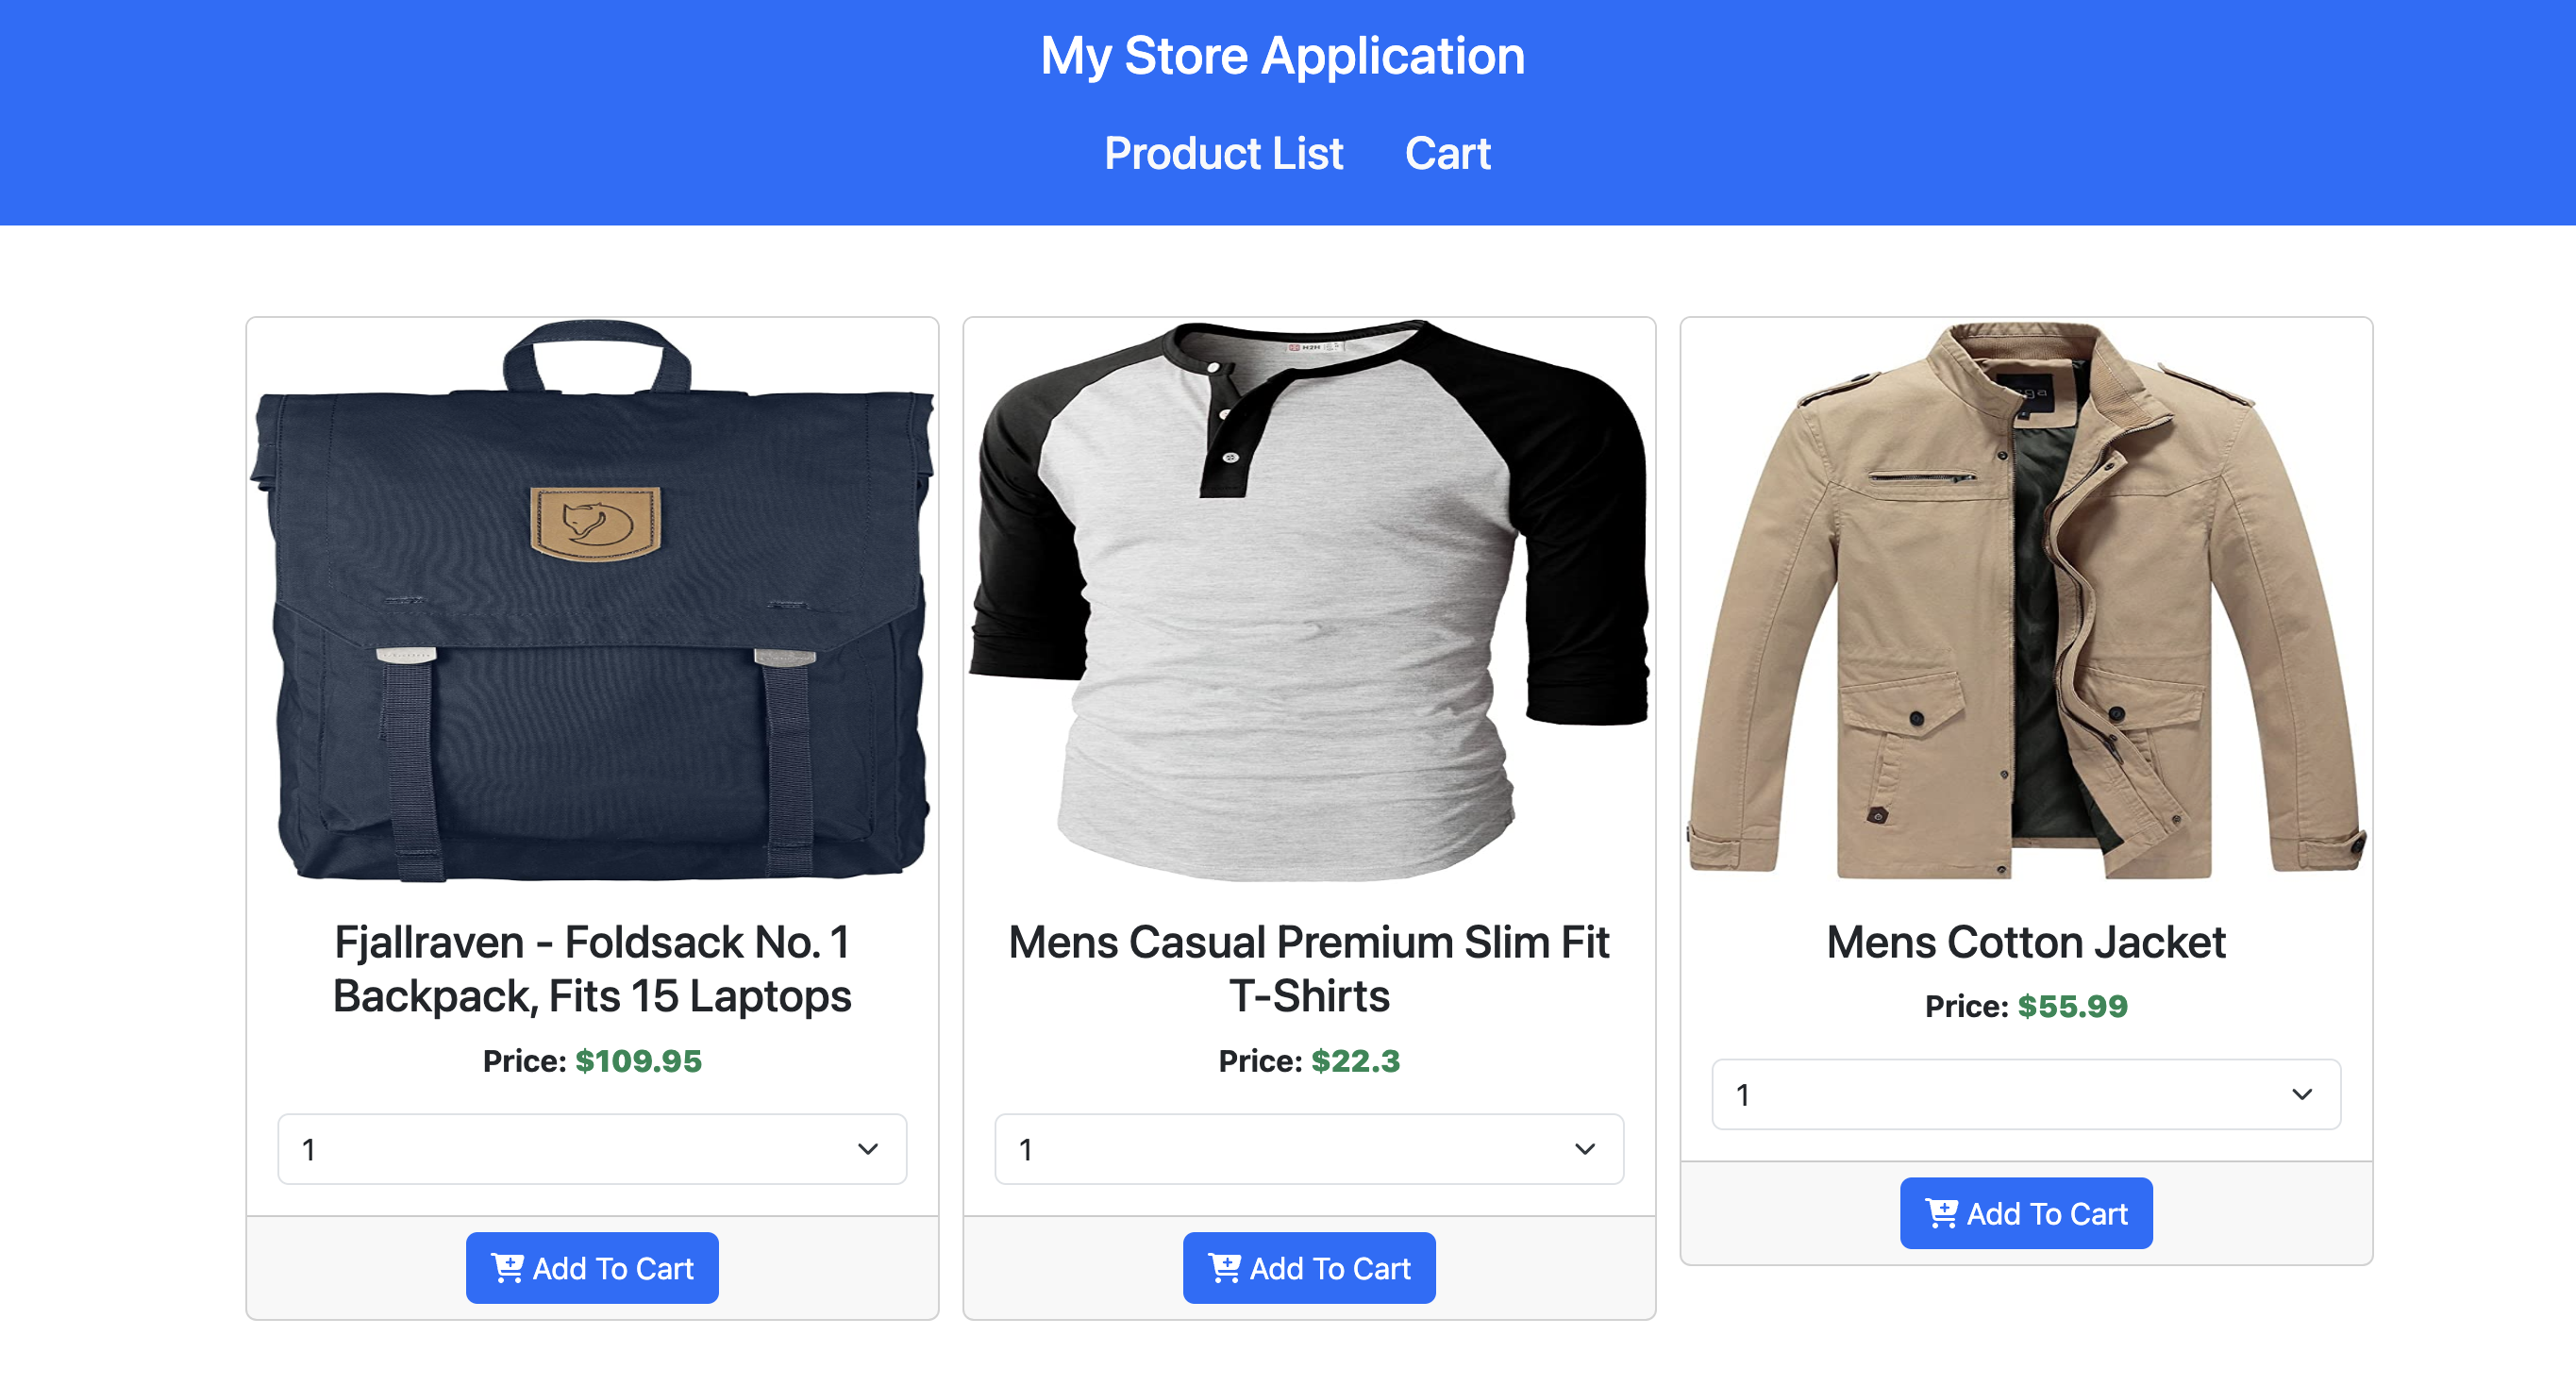 My Store Application
Product List
Cart
H2H
Fjallraven - Foldsack No. 1
Backpack, Fits 15 Laptops
Price: $109.95
1
Add To Cart
Mens Casual Premium Slim Fit
T-Shirts
Price: $22.3
1
Add To Cart
Mens Cotton Jacket
Price: $55.99
1
Add To Cart